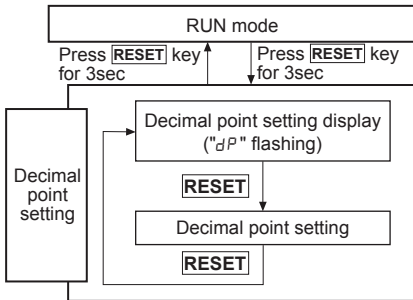 RUN mode
Press RESET key
for 3sec
Press RESET key
for 3sec
Decimal
point
setting
Decimal point setting display
("dP" flashing)
RESET
Decimal point setting
RESET